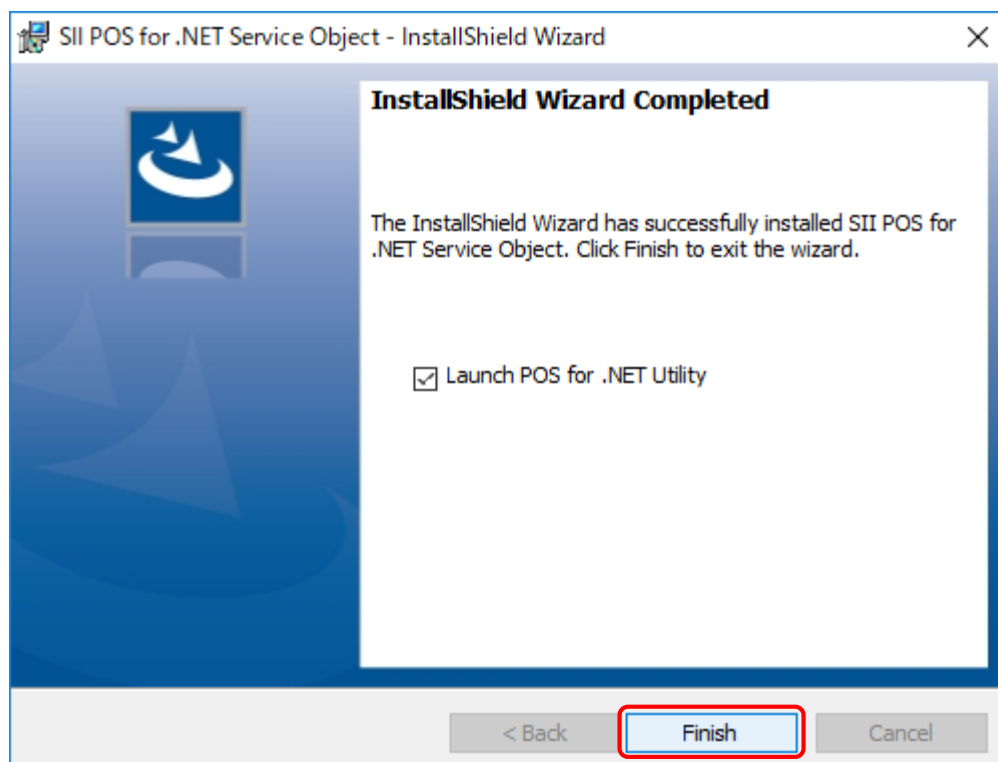 SII POS for .NET Service Object - InstallShield Wizard
InstallShield Wizard Completed
The InstallShield Wizard has successfully installed SII POS for
.NET Service Object. Click Finish to exit the wizard.
Launch POS for .NET Utility
< Back Finish Cancel